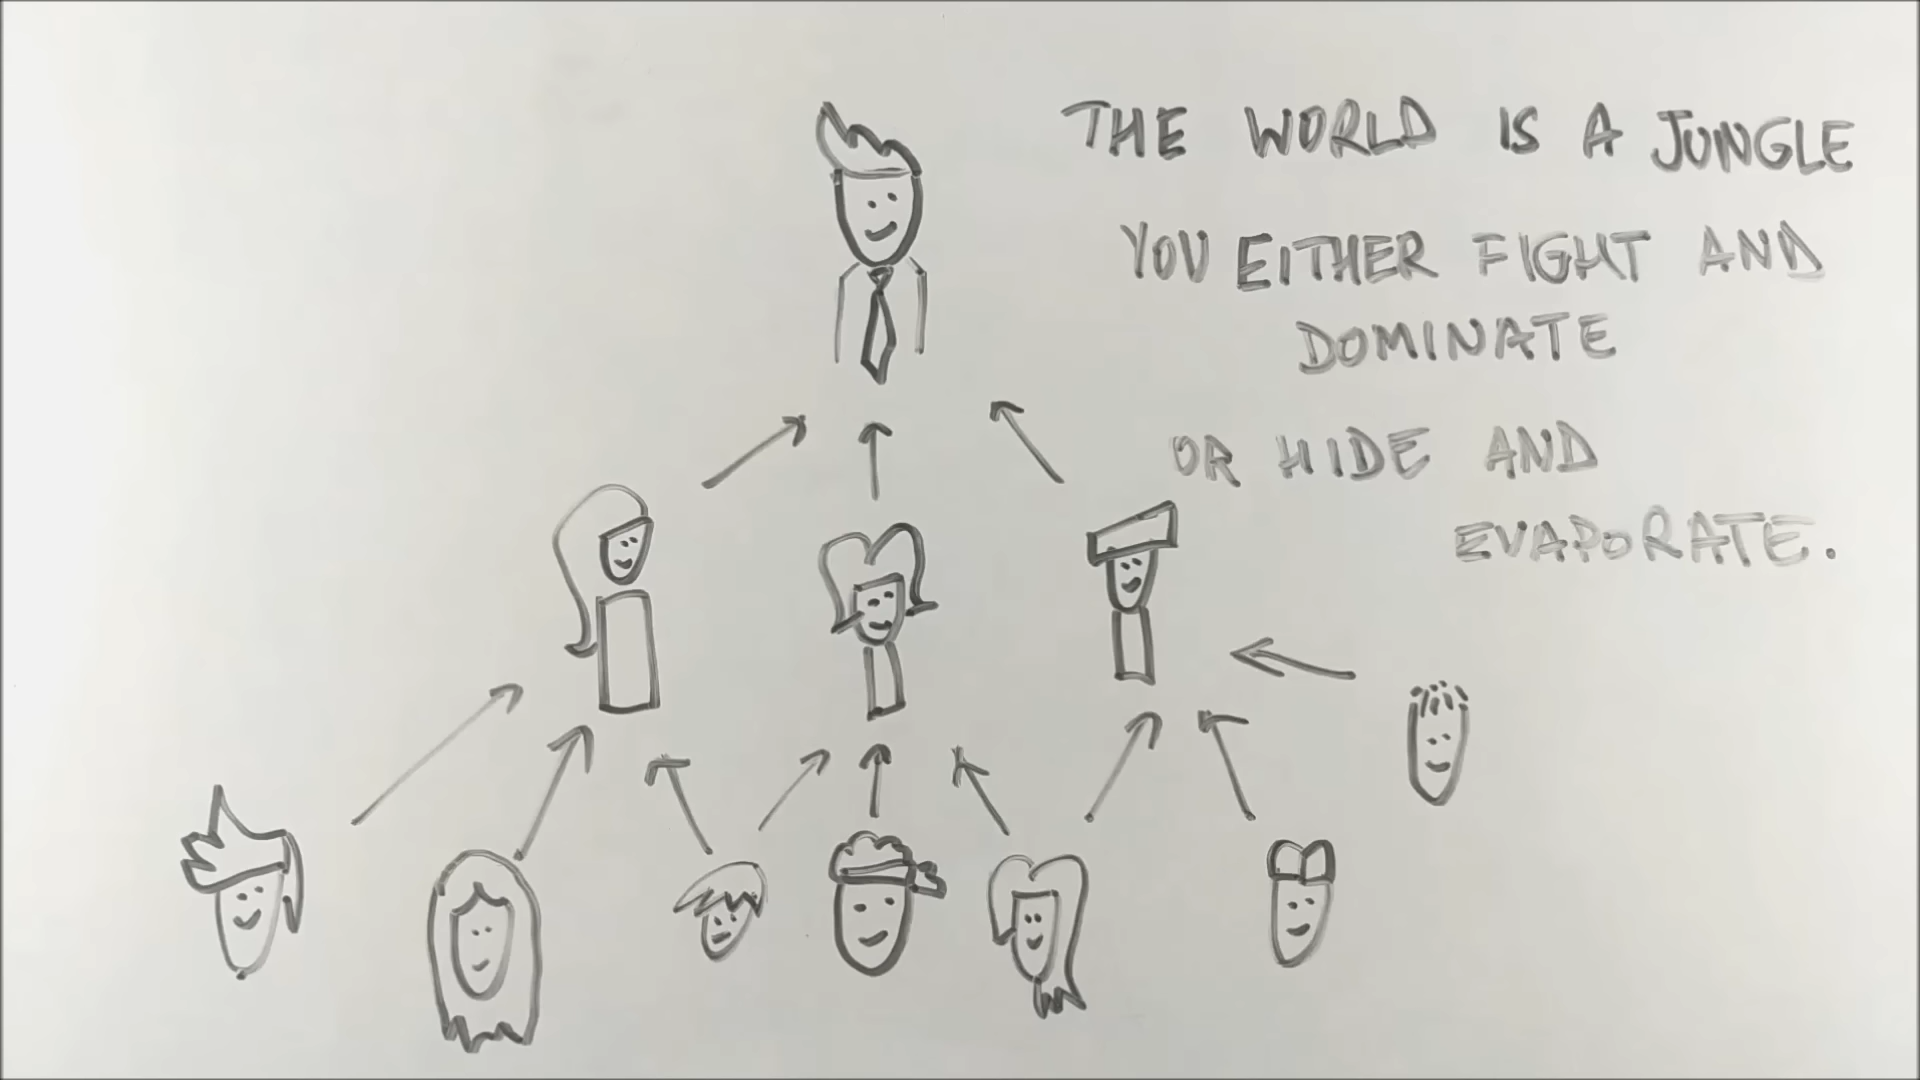 THE WORLD IS A JUNGLE
YOU EITHER FIGHT AND
DOMINATE
OR HIDE AND
EVAPORATE.